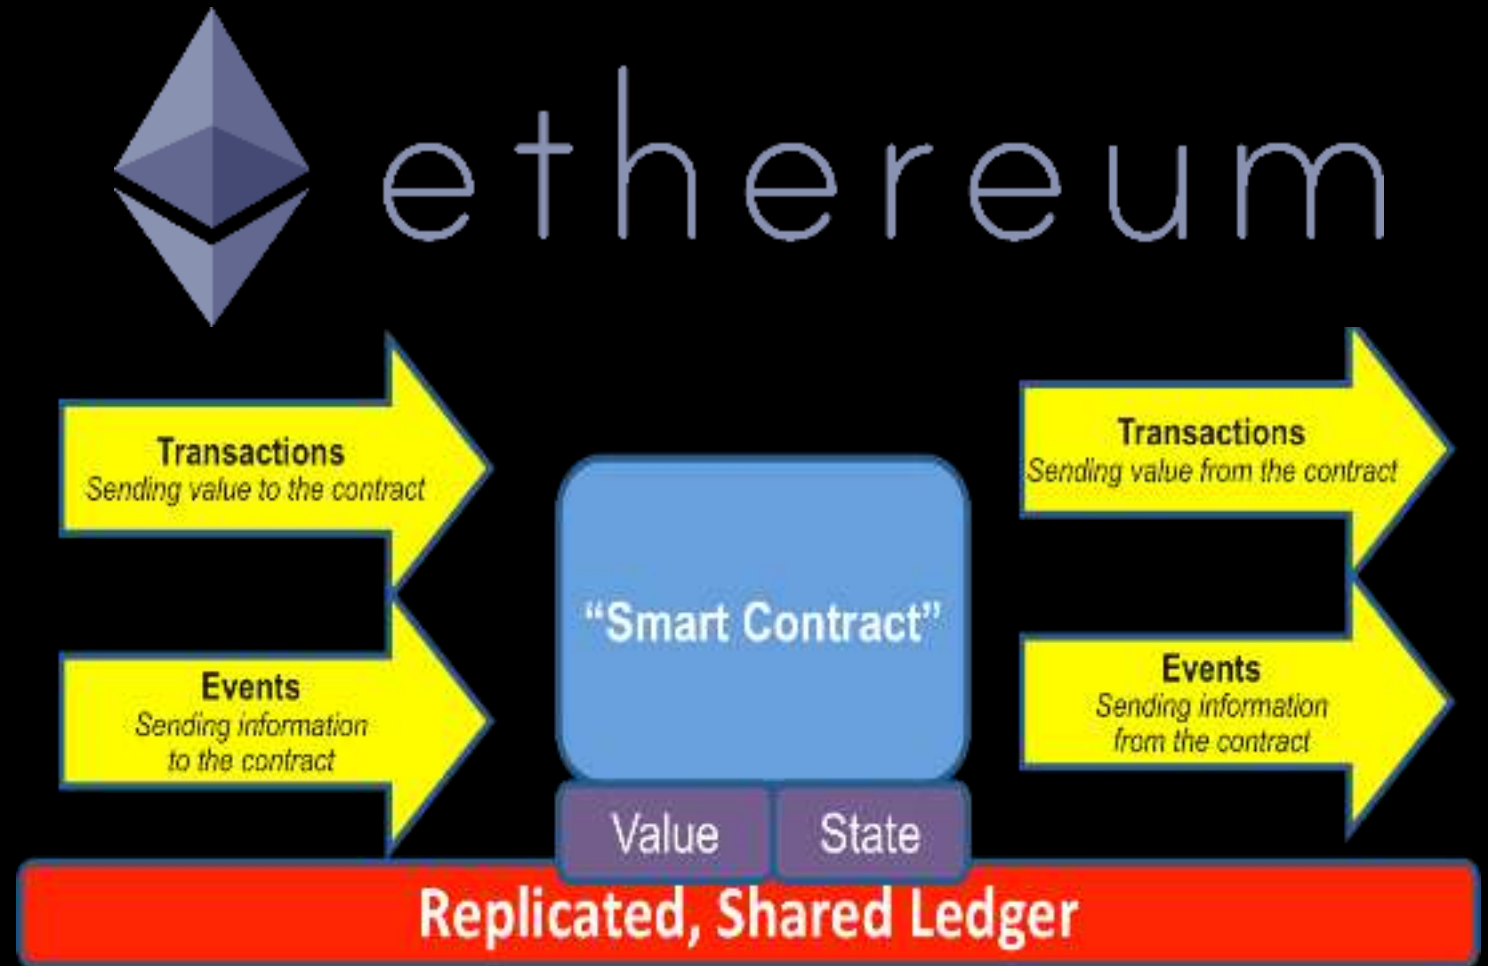 ethereum
Transactions
Sending value to the contract
Transactions
Sending value from the contract
“Smart Contract”
Events
Sending information
to the contract
Events
Sending information
from the contract
Value
State
Replicated, Shared Ledger